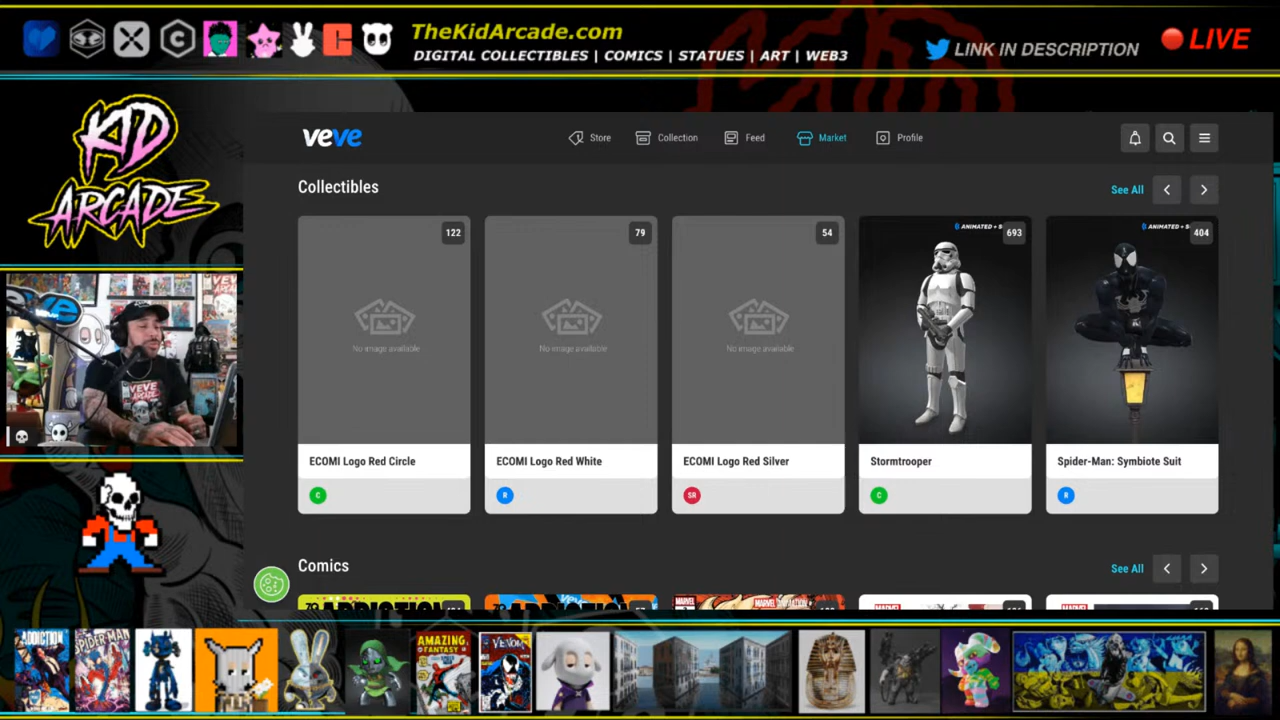 TheKidArcade.com
DIGITAL COLLECTIBLES | COMICS | STATUES | ART | WEB3
LINK IN DESCRIPTION
LIVE
KID
ARCADE
veve
Store
Collection
Feed
Market
Profile
Collectibles
See All
122
79
54
693
404
No image available
No image available
No image available
ANIMATED
ANIMATED
ECOMI Logo Red Circle
ECOMI Logo Red White
ECOMI Logo Red Silver
Stormtrooper
Spider-Man: Symbiote Suit
C
R
SR
C
R
Comics
See All
ADDICTION
SPIDER-MAN
AMAZING
FANTASY
VENOM